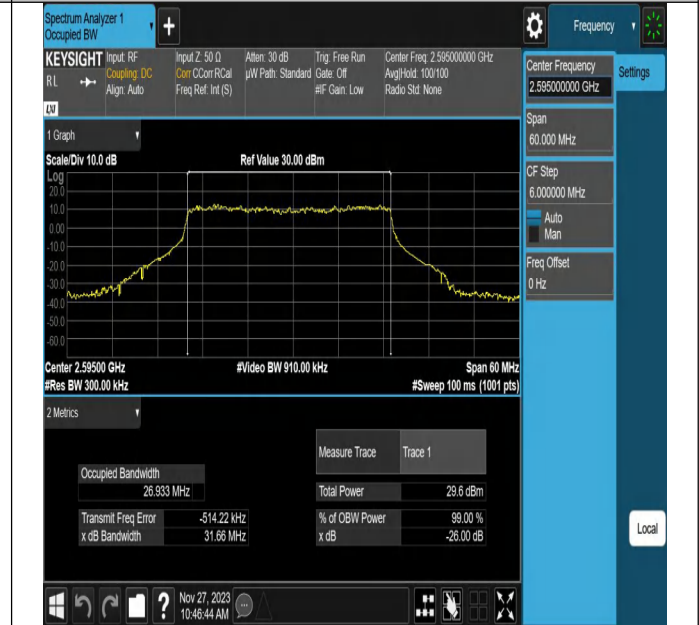 Spectrum Analyzer 1
Occupied BW
+
Frequency
KEYSIGHT
RL
LXI
Input: RF
Coupling: DC
Align: Auto
Input Z: 50 Ω
Corr CCorr RCal
Freq Ref: Int (S)
Atten: 30 dB
µW Path: Standard
Trig: Free Run
Gate: Off
#IF Gain: Low
Center Freq: 2.595000000 GHz
Avg|Hold: 100/100
Radio Std: None
Center Frequency
2.595000000 GHz
Settings
Span
60.000 MHz
CF Step
6.000000 MHz
Auto
Man
Freq Offset
0 Hz
1 Graph
Scale/Div 10.0 dB
Ref Value 30.00 dBm
Log
20.0
10.0
0.00
-10.0
-20.0
-30.0
-40.0
-50.0
-60.0
Center 2.59500 GHz
#Video BW 910.00 kHz
Span 60 MHz
#Res BW 300.00 kHz
#Sweep 100 ms (1001 pts)
2 Metrics
Occupied Bandwidth
26.933 MHz
Transmit Freq Error -514.22 kHz
x dB Bandwidth 31.66 MHz
Measure Trace Trace 1
Total Power 29.6 dBm
% of OBW Power 99.00 %
x dB -26.00 dB
Local
?
Nov 27, 2023
10:46:44 AM